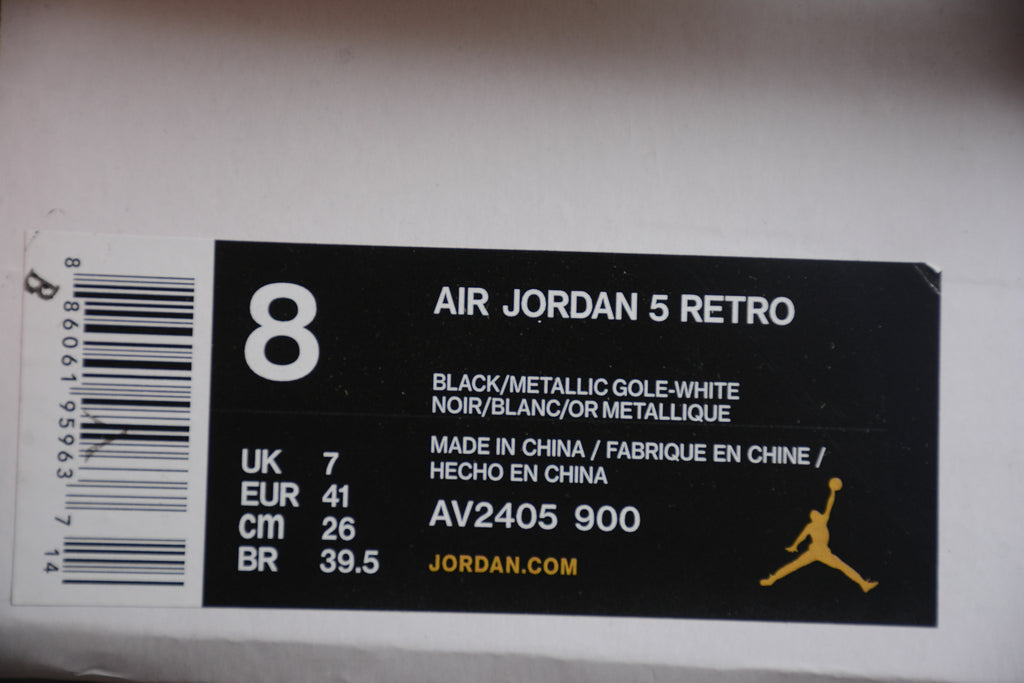 8
AIR JORDAN 5 RETRO
BLACK/METALLIC GOLE-WHITE
NOIR/BLANC/OR METALLIQUE
MADE IN CHINA / FABRIQUE EN CHINE /
HECHO EN CHINA
UK 7
EUR 41
cm 26
BR 39.5
AV2405 900
JORDAN.COM
8 86061 95963 7 14
B